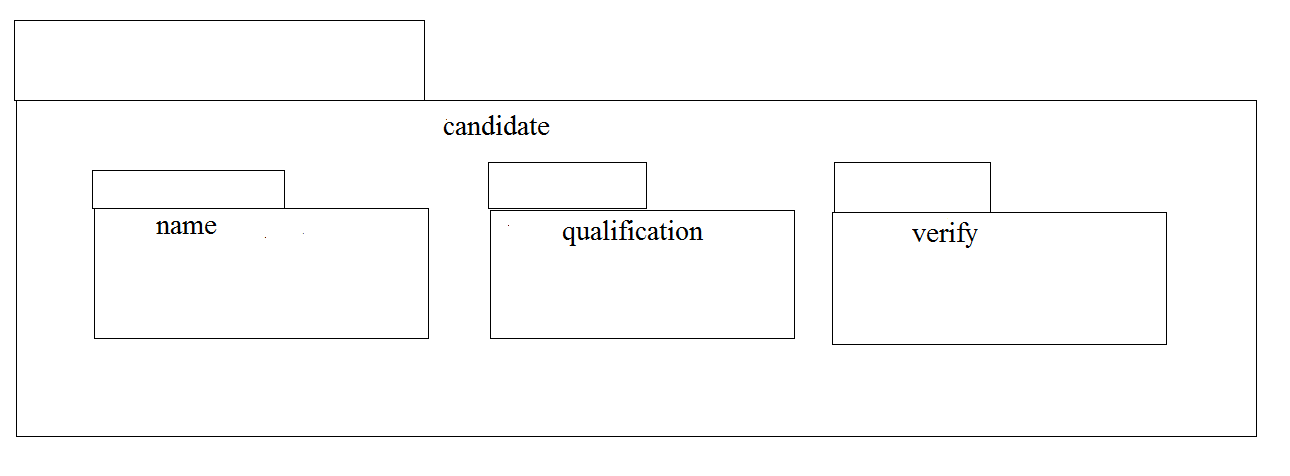 candidate
name
qualification
verify